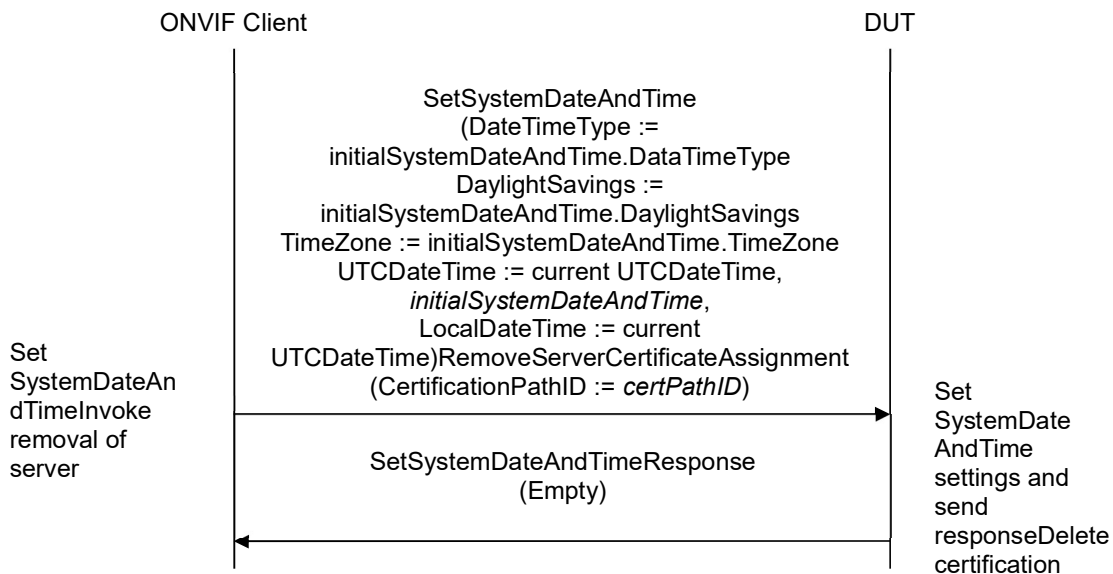 ONVIF Client
DUT
SetSystemDateAndTime
(DateTimeType :=
initialSystemDateAndTime.DataTimeType
DaylightSavings :=
initialSystemDateAndTime.DaylightSavings
TimeZone := initialSystemDateAndTime.TimeZone
UTCDateTime := current UTCDateTime,
initialSystemDateAndTime,
LocalDateTime := current
UTCDateTime)RemoveServerCertificateAssignment
(CertificationPathID := certPathID)
Set
SystemDateAn
dTimeInvoke
removal of
server
SetSystemDateAndTimeResponse
(Empty)
Set
SystemDate
AndTime
settings and
send
responseDelete
certification